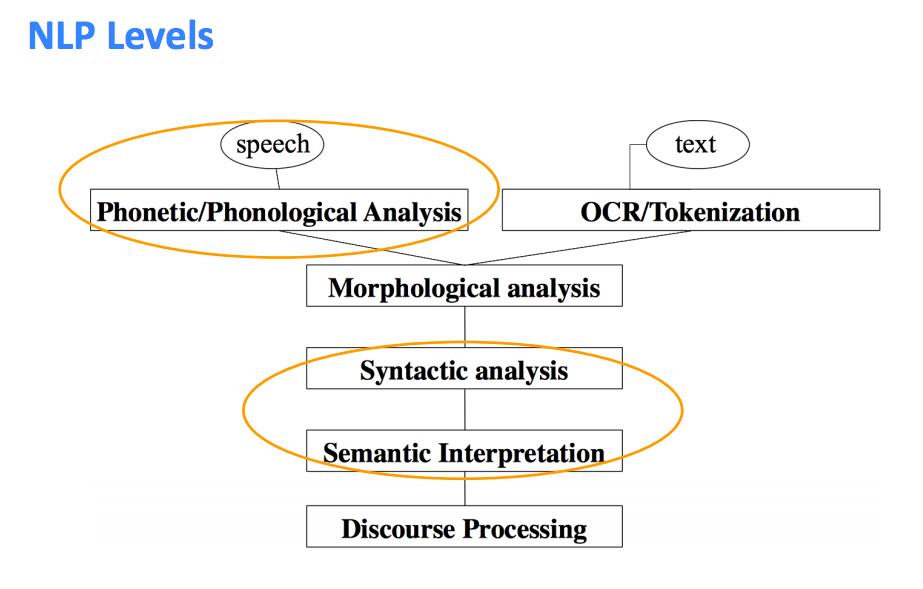 NLP Levels
speech
text
Phonetic/Phonological Analysis
OCR/Tokenization
Morphological analysis
Syntactic analysis
Semantic Interpretation
Discourse Processing